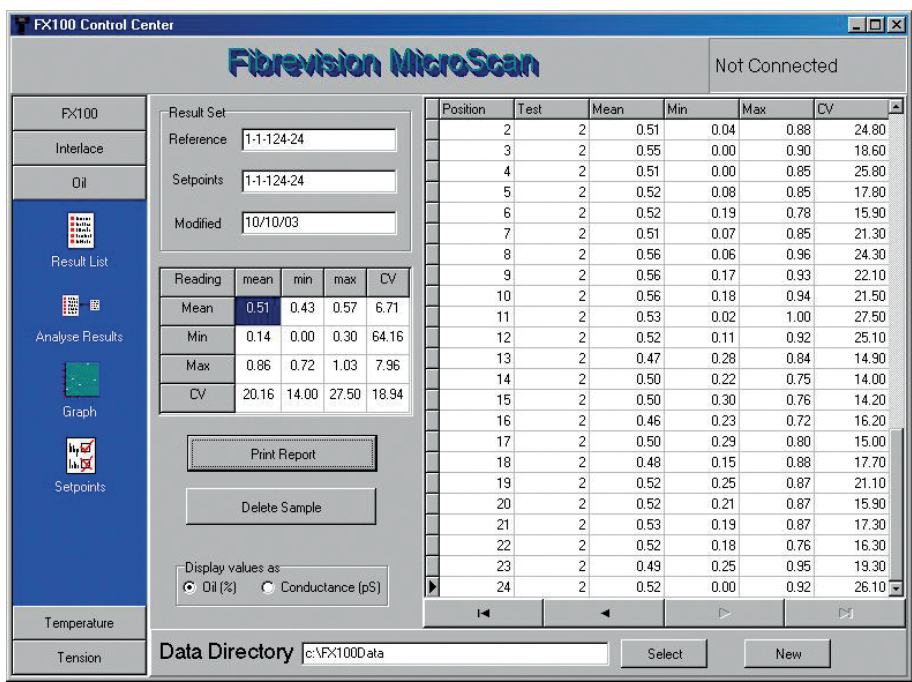 FX100 Control Center
Fibrevision MicroScan
Not Connected
FX100
Interlace
Oil
Result List
Analyse Results
Graph
Setpoints
Temperature
Tension
Result Set
Reference 1-1-124-24
Setpoints 1-1-124-24
Modified 10/10/03
Reading mean min max CV
Mean 0.51 0.43 0.57 6.71
Min 0.14 0.00 0.30 64.16
Max 0.86 0.72 1.03 7.96
CV 20.16 14.00 27.50 18.94
Print Report
Delete Sample
Display values as
Oil (%) Conductance (pS)
Position Test Mean Min Max CV
2 2 0.51 0.04 0.88 24.80
3 2 0.55 0.00 0.90 18.60
4 2 0.51 0.00 0.85 25.80
5 2 0.52 0.08 0.85 17.80
6 2 0.52 0.19 0.78 15.90
7 2 0.51 0.07 0.85 21.30
8 2 0.56 0.06 0.96 24.30
9 2 0.56 0.17 0.93 22.10
10 2 0.56 0.18 0.94 21.50
11 2 0.53 0.02 1.00 27.50
12 2 0.52 0.11 0.92 25.10
13 2 0.47 0.28 0.84 14.90
14 2 0.50 0.22 0.75 14.00
15 2 0.50 0.30 0.76 14.20
16 2 0.46 0.23 0.72 16.20
17 2 0.50 0.29 0.80 15.00
18 2 0.48 0.15 0.88 17.70
19 2 0.52 0.25 0.87 21.10
20 2 0.52 0.21 0.87 15.90
21 2 0.53 0.19 0.87 17.30
22 2 0.52 0.18 0.76 16.30
23 2 0.49 0.25 0.95 19.30
24 2 0.52 0.00 0.92 26.10
Data Directory c:\FX100Data
Select
New